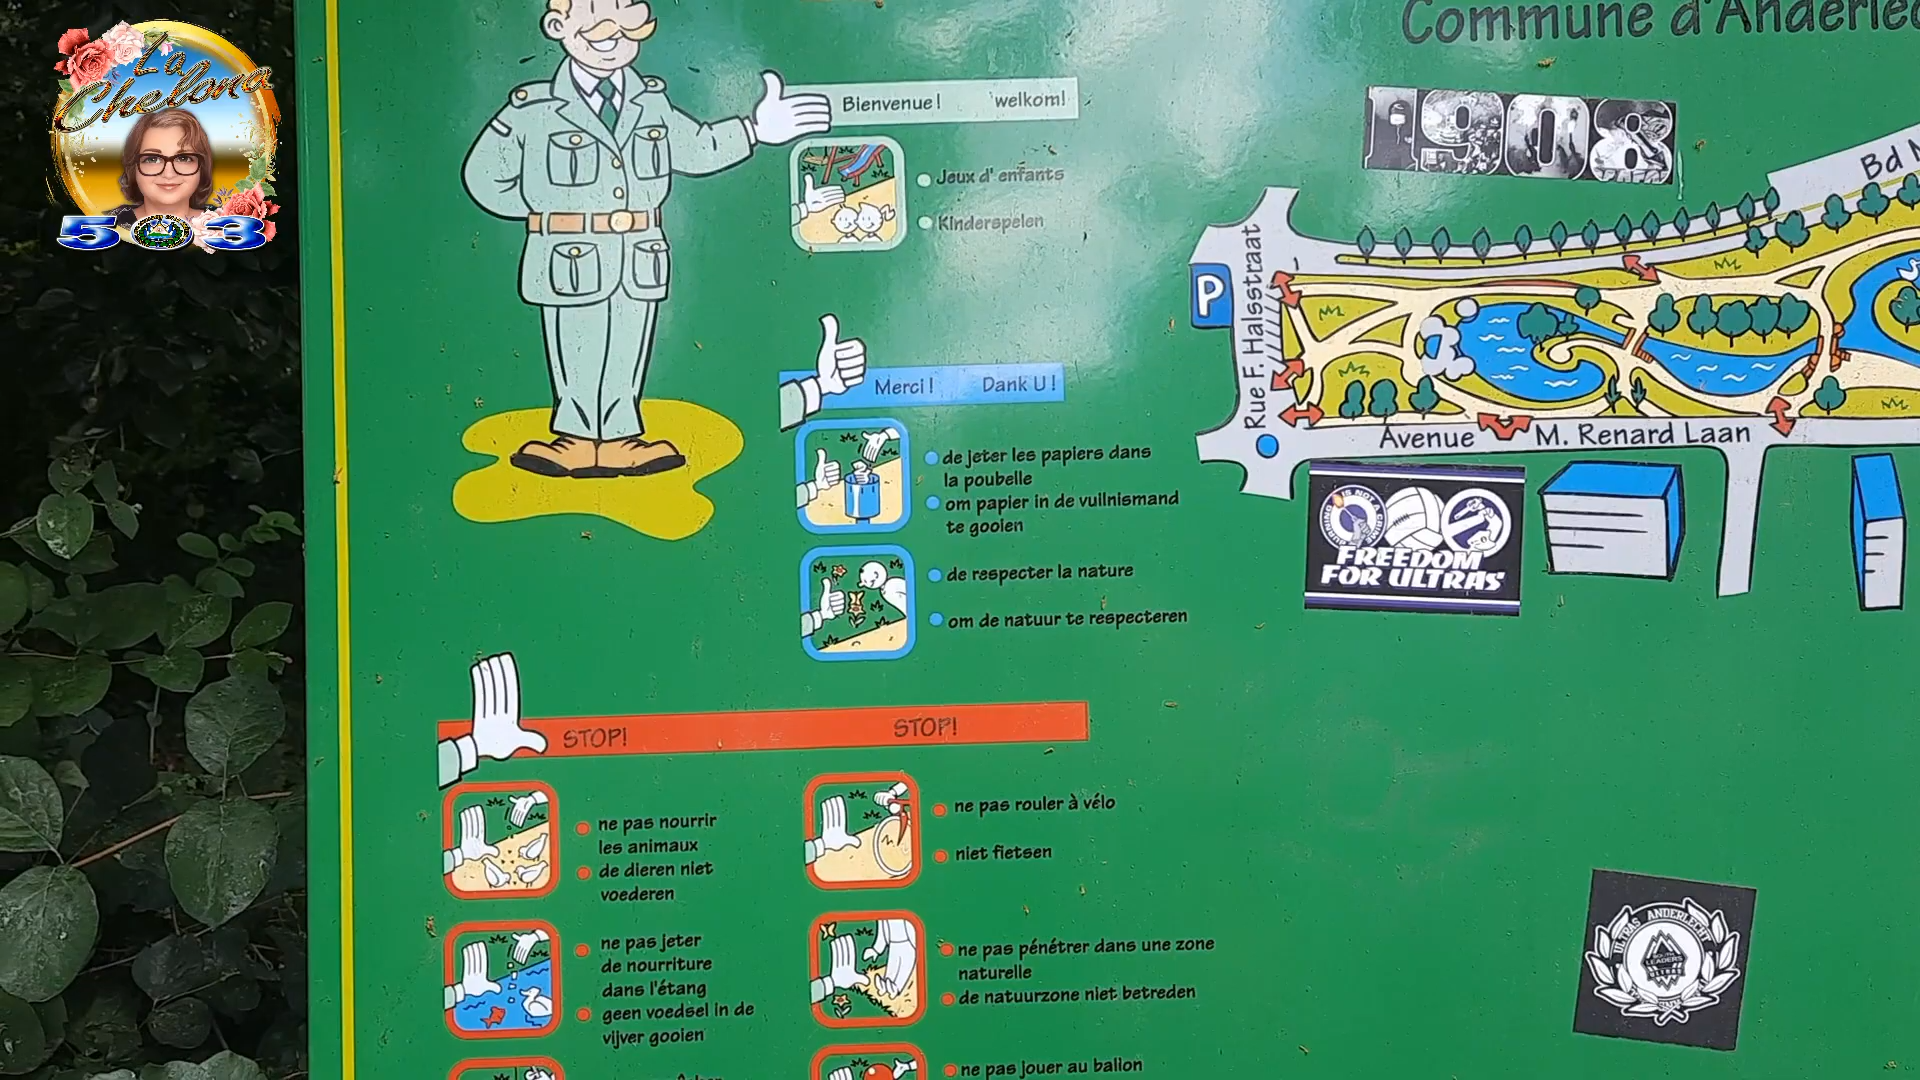 La
Chelona
503
Commune d'Anderlec
Bienvenue! welkom!
Jeux d'enfants
Kinderspelen
1908
Bd
P
Rue F. Halsstraat
Avenue M. Renard Laan
Merci! Dank U!
de jeter les papiers dans
la poubelle
om papier in de vuilnismand
te gooien
de respecter la nature
om de natuur te respecteren
FREEDOM
FOR ULTRAS
STOP! STOP!
ne pas nourrir
les animaux
de dieren niet
voederen
ne pas rouler à vélo
niet fietsen
ne pas jeter
de nourriture
dans l'étang
geen voedsel in de
vijver gooien
ne pas pénétrer dans une zone
naturelle
de natuurzone niet betreden
ne pas jouer au ballon
ULTRAS ANDERLECHT